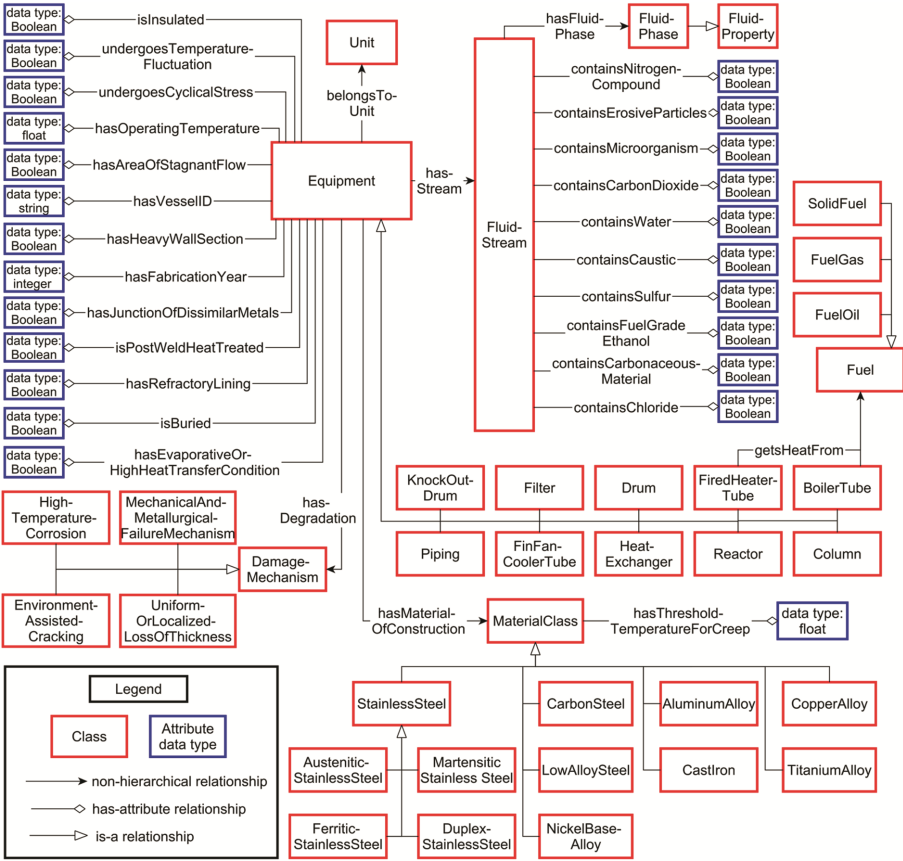 data type:
Boolean
isInsulated
data type:
Boolean
undergoesTemperature-
Fluctuation
data type:
Boolean
undergoesCyclicalStress
data type:
float
hasOperatingTemperature
data type:
Boolean
hasAreaOfStagnantFlow
data type:
string
hasVesselID
data type:
Boolean
hasHeavyWallSection
data type:
integer
hasFabricationYear
data type:
Boolean
hasJunctionOfDissimilarMetals
data type:
Boolean
isPostWeldHeatTreated
data type:
Boolean
hasRefractoryLining
data type:
Boolean
isBuried
data type:
Boolean
hasEvaporativeOr-
HighHeatTransferCondition
Unit
belongsTo-
Unit
Equipment
has-
Stream
Fluid-
Stream
hasFluid-
Phase
Fluid-
Phase
Fluid-
Property
containsNitrogen-
Compound
data type:
Boolean
containsErosiveParticles
data type:
Boolean
containsMicroorganism
data type:
Boolean
containsCarbonDioxide
data type:
Boolean
containsWater
data type:
Boolean
containsCaustic
data type:
Boolean
containsSulfur
data type:
Boolean
containsFuelGrade
Ethanol
data type:
Boolean
containsCarbonaceous-
Material
data type:
Boolean
containsChloride
data type:
Boolean
SolidFuel
FuelGas
FuelOil
Fuel
getsHeatFrom
KnockOut-
Drum
Filter
Drum
FiredHeater-
Tube
BoilerTube
Piping
FinFan-
CoolerTube
Heat-
Exchanger
Reactor
Column
High-
Temperature-
Corrosion
MechanicalAnd-
Metallurgical-
FailureMechanism
Environment-
Assisted-
Cracking
Uniform-
OrLocalized-
LossOfThickness
Damage-
Mechanism
has-
Degradation
hasMaterial-
OfConstruction
MaterialClass
hasThreshold-
TemperatureForCreep
data type:
float
StainlessSteel
CarbonSteel
AluminumAlloy
CopperAlloy
Austenitic-
StainlessSteel
Martensitic
Stainless Steel
LowAlloySteel
CastIron
TitaniumAlloy
Ferritic-
StainlessSteel
Duplex-
StainlessSteel
NickelBase-
Alloy
Legend
Class
Attribute
data type
non-hierarchical relationship
has-attribute relationship
is-a relationship